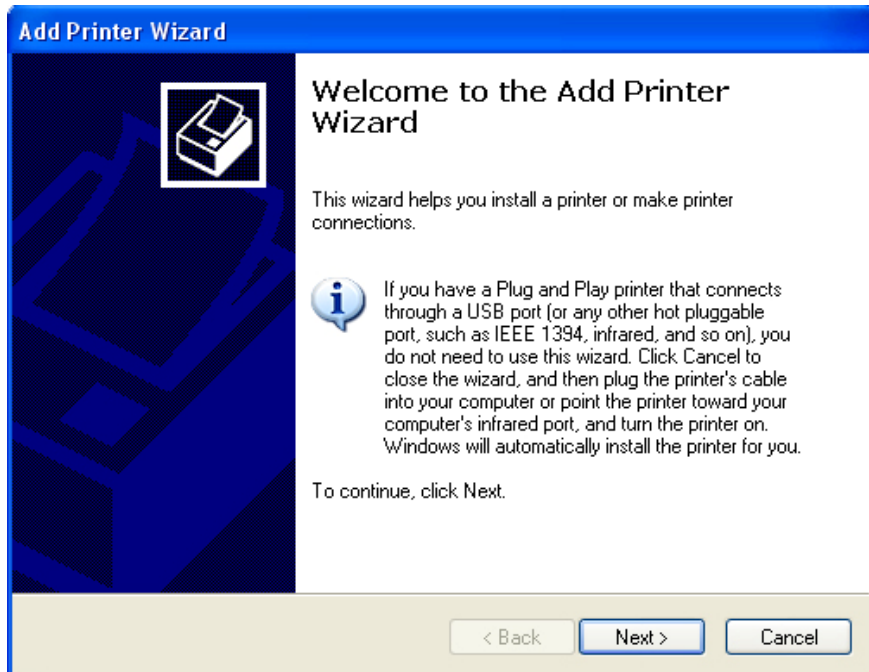 Add Printer Wizard
Welcome to the Add Printer
Wizard
This wizard helps you install a printer or make printer
connections.
If you have a Plug and Play printer that connects
through a USB port (or any other hot pluggable
port, such as IEEE 1394, infrared, and so on), you
do not need to use this wizard. Click Cancel to
close the wizard, and then plug the printer's cable
into your computer or point the printer toward your
computer's infrared port, and turn the printer on.
Windows will automatically install the printer for you.
To continue, click Next.
< Back Next > Cancel